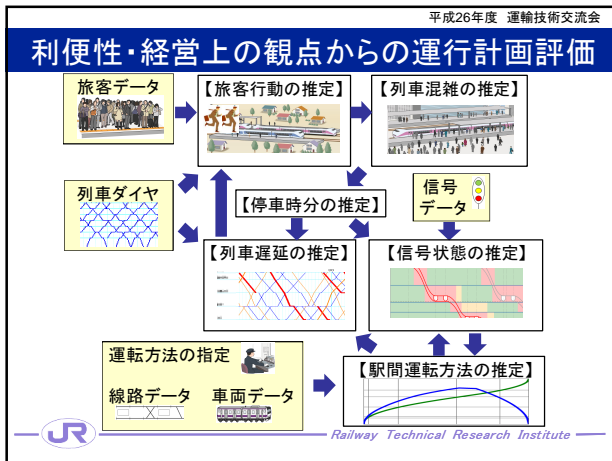 平成26年度 運輸技術交流会
利便性・経営上の観点からの運行計画評価
旅客データ
【旅客行動の推定】
【列車混雑の推定】
列車ダイヤ
【停車時分の推定】
信号
データ
【列車遅延の推定】
【信号状態の推定】
運転方法の指定
線路データ
車両データ
【駅間運転方法の推定】
JR
Railway Technical Research Institute